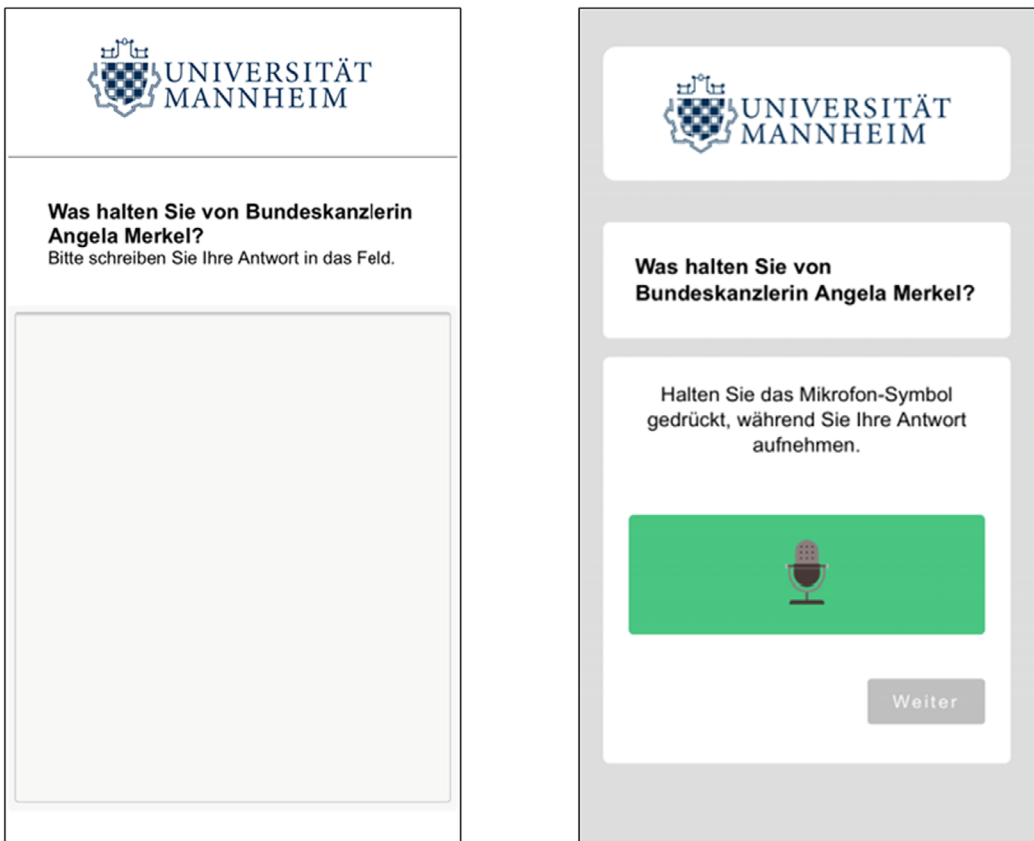 UNIVERSITÄT
MANNHEIM
Was halten Sie von Bundeskanzlerin
Angela Merkel?
Bitte schreiben Sie Ihre Antwort in das Feld.
UNIVERSITÄT
MANNHEIM
Was halten Sie von
Bundeskanzlerin Angela Merkel?
Halten Sie das Mikrofon-Symbol
gedrückt, während Sie Ihre Antwort
aufnehmen.
Weiter